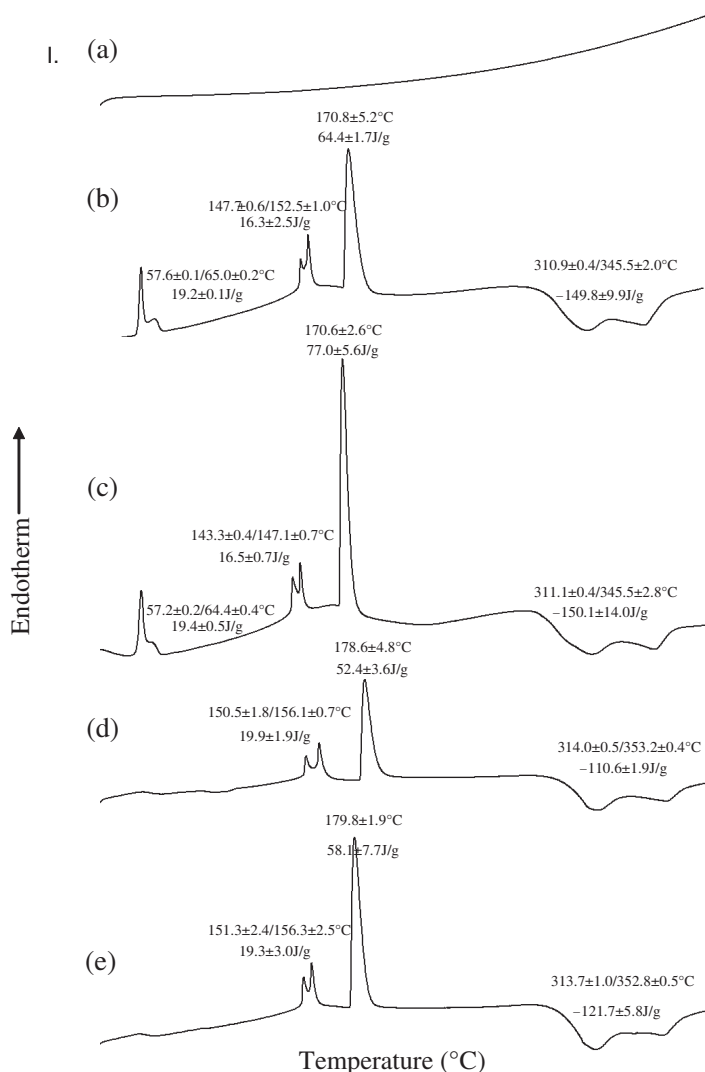 I.
(a)
170.8±5.2°C
64.4±1.7J/g
(b)
147.7±0.6/152.5±1.0°C
16.3±2.5J/g
57.6±0.1/65.0±0.2°C
19.2±0.1J/g
310.9±0.4/345.5±2.0°C
−149.8±9.9J/g
170.6±2.6°C
77.0±5.6J/g
(c)
143.3±0.4/147.1±0.7°C
16.5±0.7J/g
57.2±0.2/64.4±0.4°C
19.4±0.5J/g
311.1±0.4/345.5±2.8°C
−150.1±14.0J/g
178.6±4.8°C
52.4±3.6J/g
(d)
150.5±1.8/156.1±0.7°C
19.9±1.9J/g
314.0±0.5/353.2±0.4°C
−110.6±1.9J/g
179.8±1.9°C
58.1±7.7J/g
(e)
151.3±2.4/156.3±2.5°C
19.3±3.0J/g
313.7±1.0/352.8±0.5°C
−121.7±5.8J/g
Endotherm
Temperature (°C)